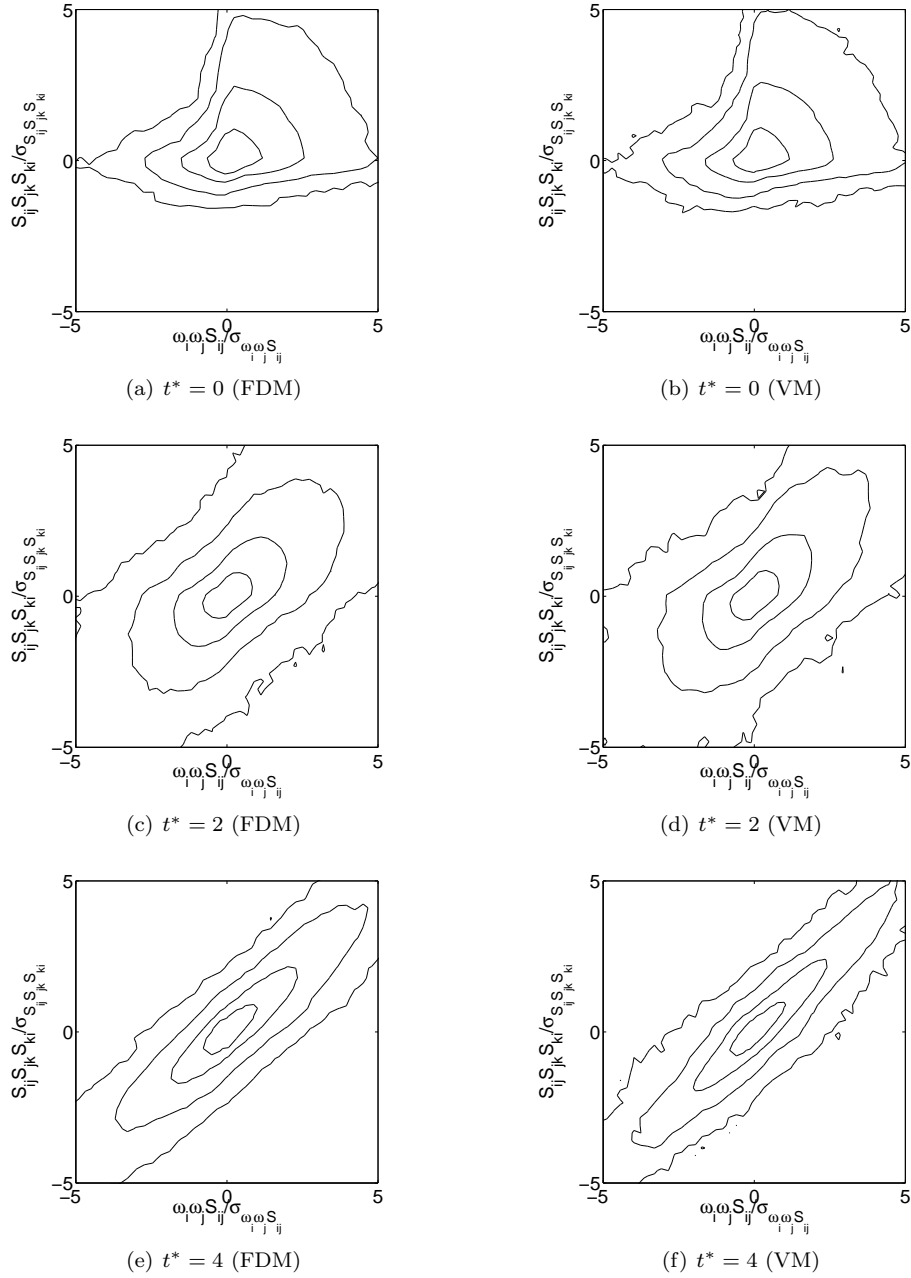 5
0
−5
−5
0
5
S_ij S_jk S_ki/σ_{S_ij S_jk S_ki}
ω_i ω_j S_ij/σ_{ω_i ω_j S_ij}
(a) t* = 0 (FDM)
5
0
−5
−5
0
5
S_ij S_jk S_ki/σ_{S_ij S_jk S_ki}
ω_i ω_j S_ij/σ_{ω_i ω_j S_ij}
(b) t* = 0 (VM)
5
0
−5
−5
0
5
S_ij S_jk S_ki/σ_{S_ij S_jk S_ki}
ω_i ω_j S_ij/σ_{ω_i ω_j S_ij}
(c) t* = 2 (FDM)
5
0
−5
−5
0
5
S_ij S_jk S_ki/σ_{S_ij S_jk S_ki}
ω_i ω_j S_ij/σ_{ω_i ω_j S_ij}
(d) t* = 2 (VM)
5
0
−5
−5
0
5
S_ij S_jk S_ki/σ_{S_ij S_jk S_ki}
ω_i ω_j S_ij/σ_{ω_i ω_j S_ij}
(e) t* = 4 (FDM)
5
0
−5
−5
0
5
S_ij S_jk S_ki/σ_{S_ij S_jk S_ki}
ω_i ω_j S_ij/σ_{ω_i ω_j S_ij}
(f) t* = 4 (VM)